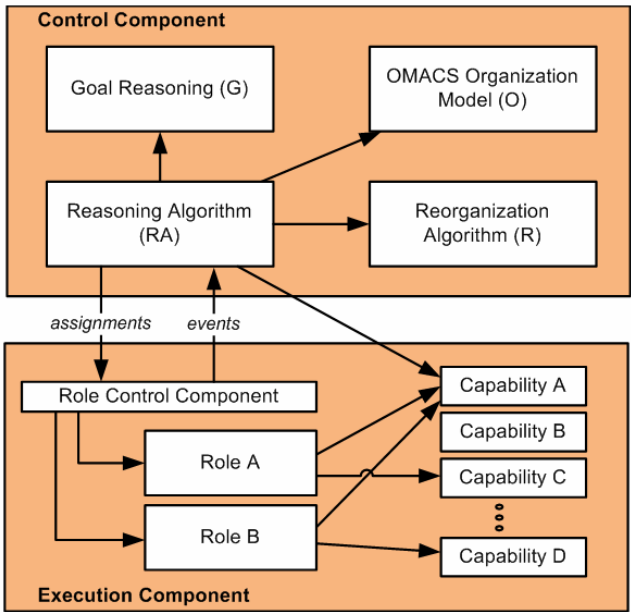 Control Component
Goal Reasoning (G)
OMACS Organization
Model (O)
Reasoning Algorithm
(RA)
Reorganization
Algorithm (R)
assignments
events
Role Control Component
Capability A
Capability B
Role A
Capability C
Role B
Capability D
Execution Component